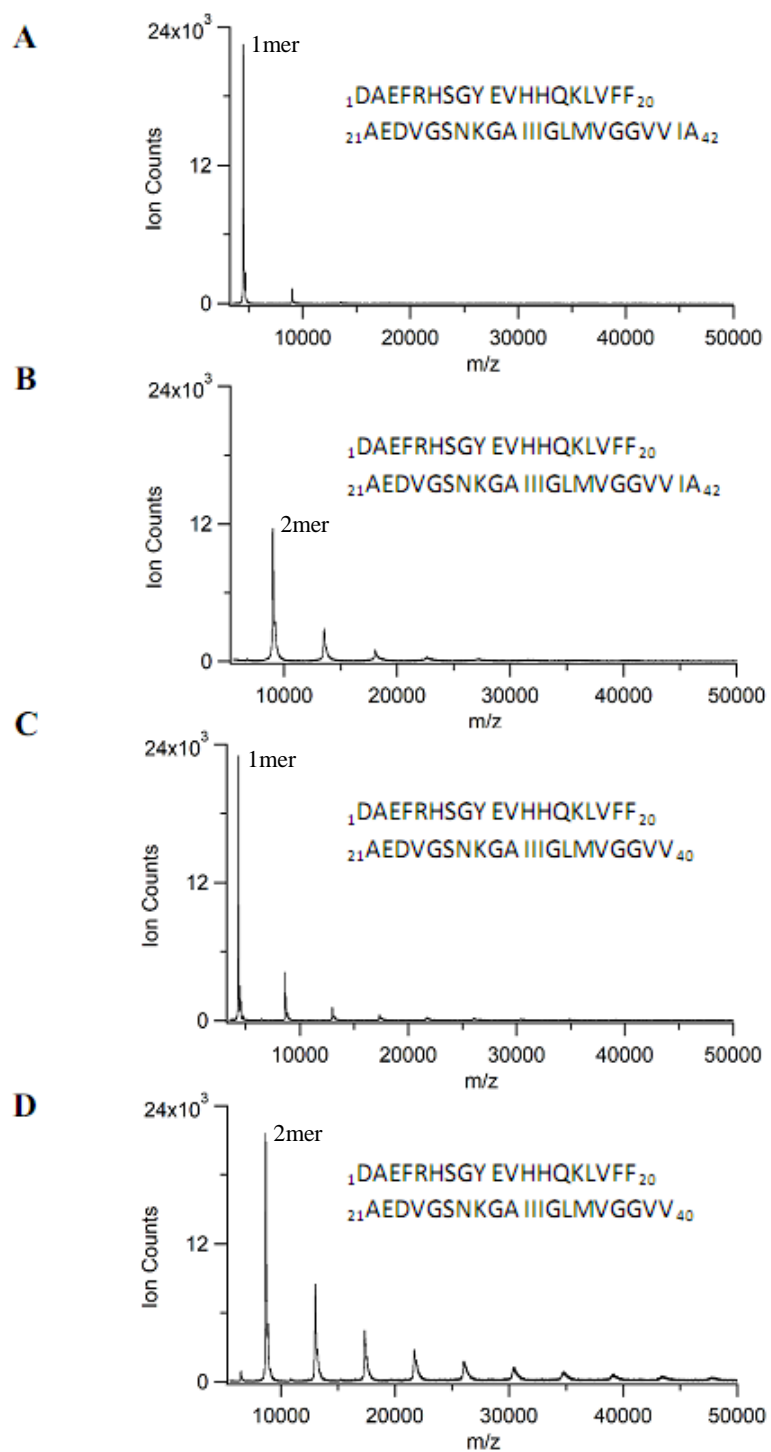 A
24x10³
12
0
Ion Counts
1mer
₁DAEFRHSGY EVHHQKLVFF₂₀
₂₁AEDVGSNKGA IIIGLMVGGVV IA₄₂
10000 20000 30000 40000 50000
m/z
B
24x10³
12
0
Ion Counts
2mer
₁DAEFRHSGY EVHHQKLVFF₂₀
₂₁AEDVGSNKGA IIIGLMVGGVV IA₄₂
10000 20000 30000 40000 50000
m/z
C
24x10³
12
0
Ion Counts
1mer
₁DAEFRHSGY EVHHQKLVFF₂₀
₂₁AEDVGSNKGA IIIGLMVGGVV₄₀
10000 20000 30000 40000 50000
m/z
D
24x10³
12
0
Ion Counts
2mer
₁DAEFRHSGY EVHHQKLVFF₂₀
₂₁AEDVGSNKGA IIIGLMVGGVV₄₀
10000 20000 30000 40000 50000
m/z